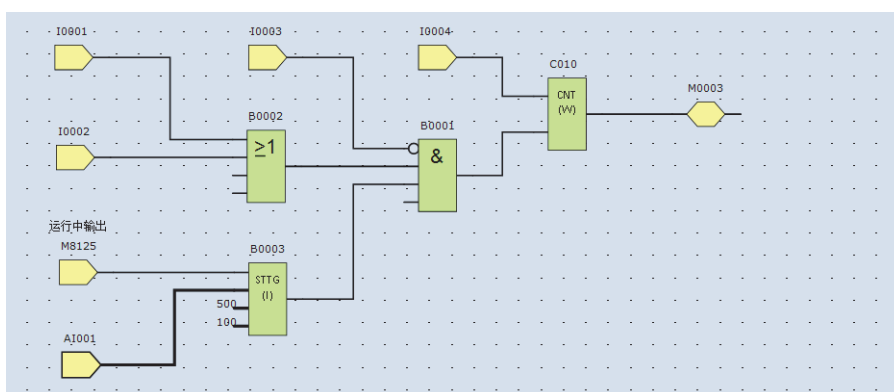 I0001
I0003
I0004
C010
CNT
(W)
M0003
B0002
≥1
I0002
B0001
&
运行中输出
M8125
B0003
STTG
(I)
500
100
AI001